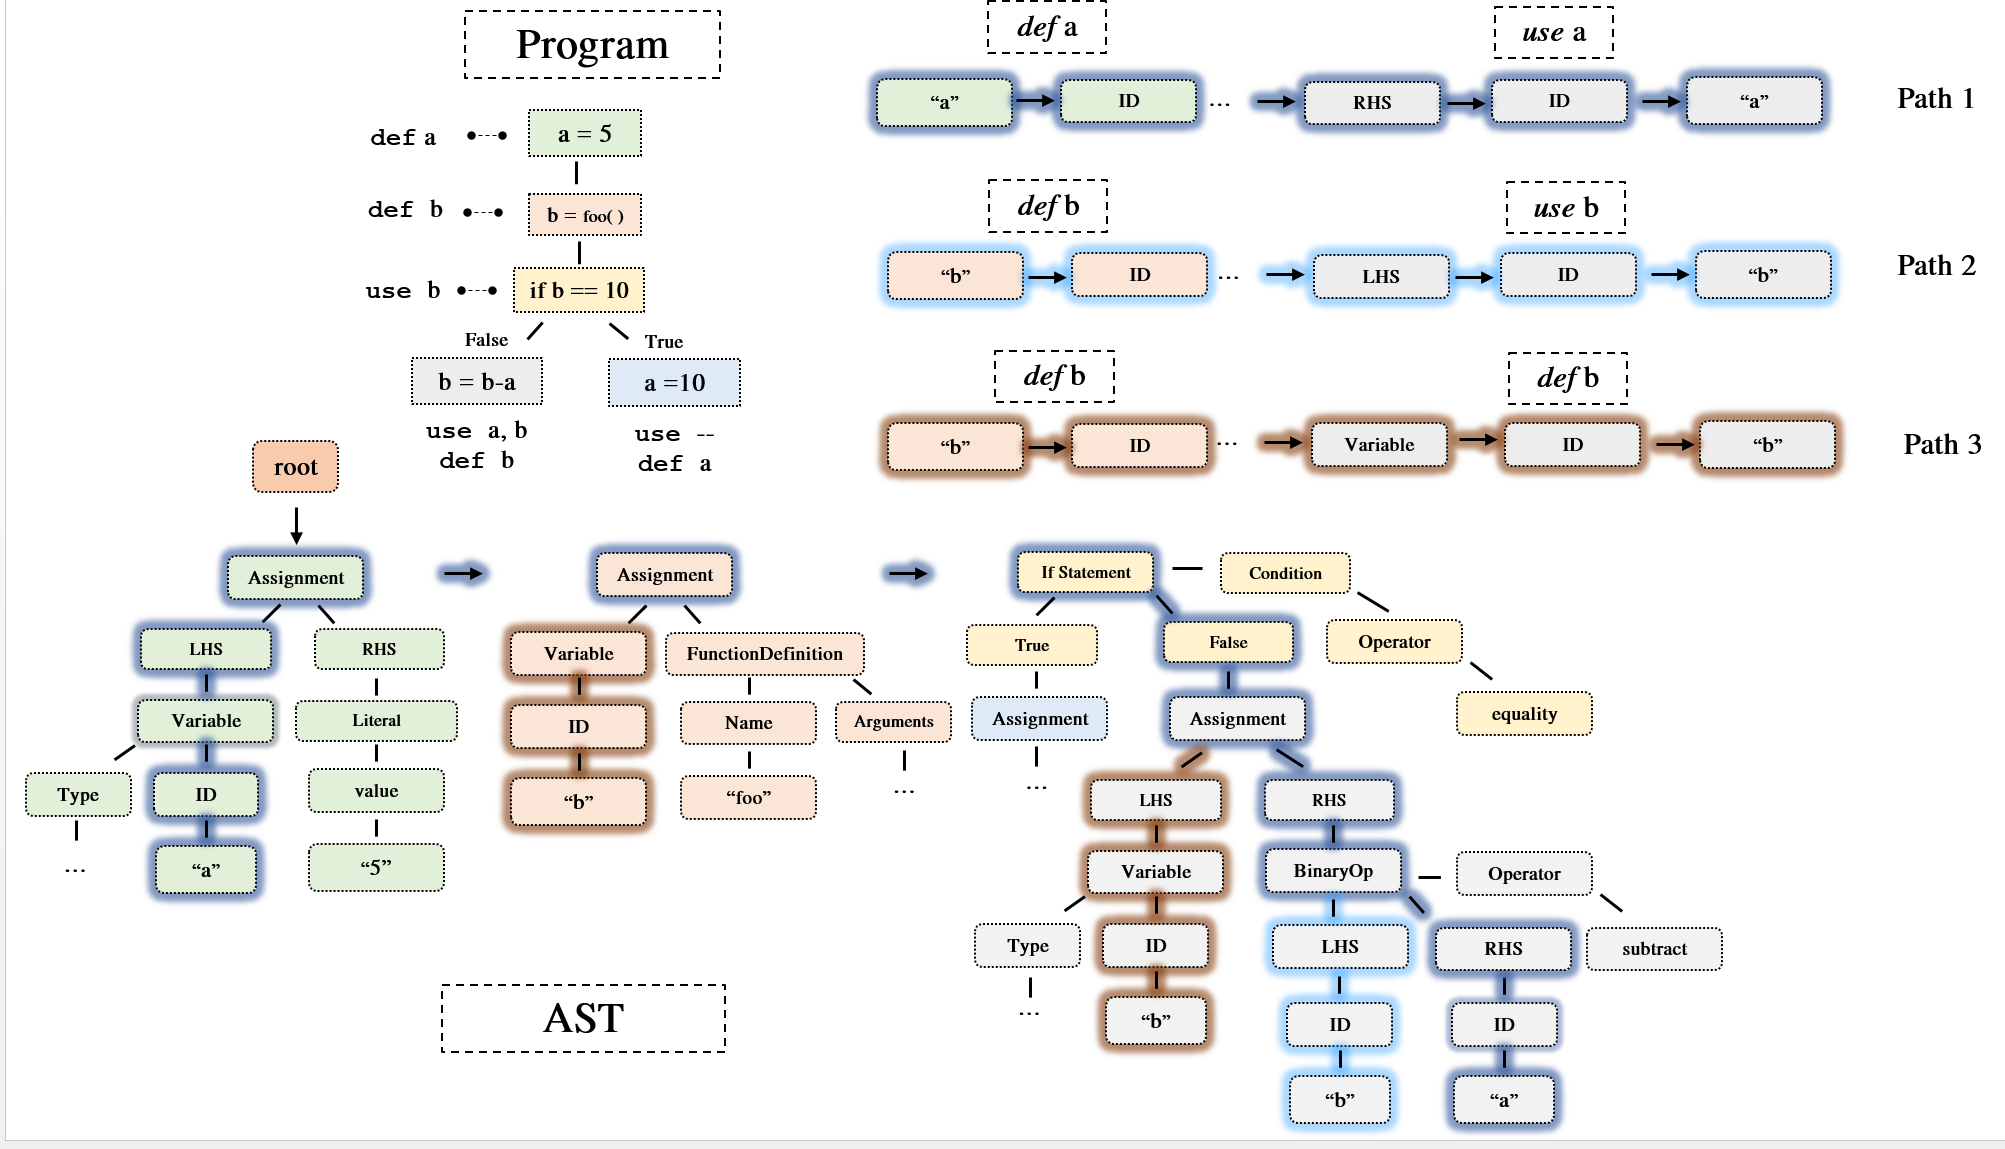 Program
def a
a = 5
def b
b = foo( )
use b
if b == 10
False
True
b = b-a
a =10
use a, b
def b
use --
def a
def a
use a
“a”
ID
...
RHS
ID
“a”
Path 1
def b
use b
“b”
ID
...
LHS
ID
“b”
Path 2
def b
def b
“b”
ID
...
Variable
ID
“b”
Path 3
root
Assignment
LHS
RHS
Variable
Literal
Type
ID
value
...
“a”
“5”
Assignment
Variable
FunctionDefinition
ID
Name
Arguments
“b”
“foo”
...
If Statement
Condition
True
False
Operator
Assignment
Assignment
equality
...
LHS
RHS
Variable
BinaryOp
Operator
Type
ID
LHS
RHS
subtract
...
“b”
ID
ID
“b”
“a”
AST